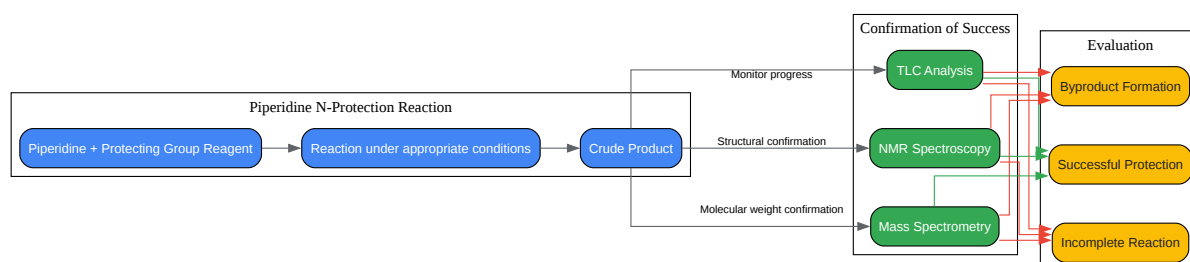 Piperidine N-Protection Reaction
Piperidine + Protecting Group Reagent
Reaction under appropriate conditions
Crude Product
Monitor progress
Structural confirmation
Molecular weight confirmation
Confirmation of Success
TLC Analysis
NMR Spectroscopy
Mass Spectrometry
Evaluation
Byproduct Formation
Successful Protection
Incomplete Reaction